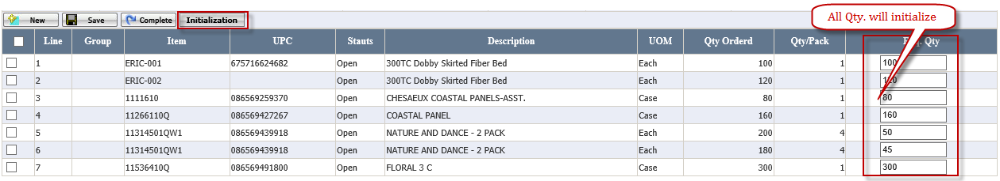 New Save Complete Initialization
All Qty. will initialize
Line Group Item UPC Stauts Description UOM Qty Orderd Qty/Pack Qty
1 ERIC-001 675716624682 Open 300TC Dobby Skirted Fiber Bed Each 100 1 100
2 ERIC-002 Open 300TC Dobby Skirted Fiber Bed Each 120 1 120
3 1111610 086569259370 Open CHESAEUX COASTAL PANELS-ASST. Case 80 1 80
4 11266110Q 086569427267 Open COASTAL PANEL Case 160 1 160
5 11314501QW1 086569439918 Open NATURE AND DANCE - 2 PACK Each 200 4 50
6 11314501QW1 086569439918 Open NATURE AND DANCE - 2 PACK Each 180 4 45
7 11536410Q 086569491800 Open FLORAL 3 C Case 300 1 300